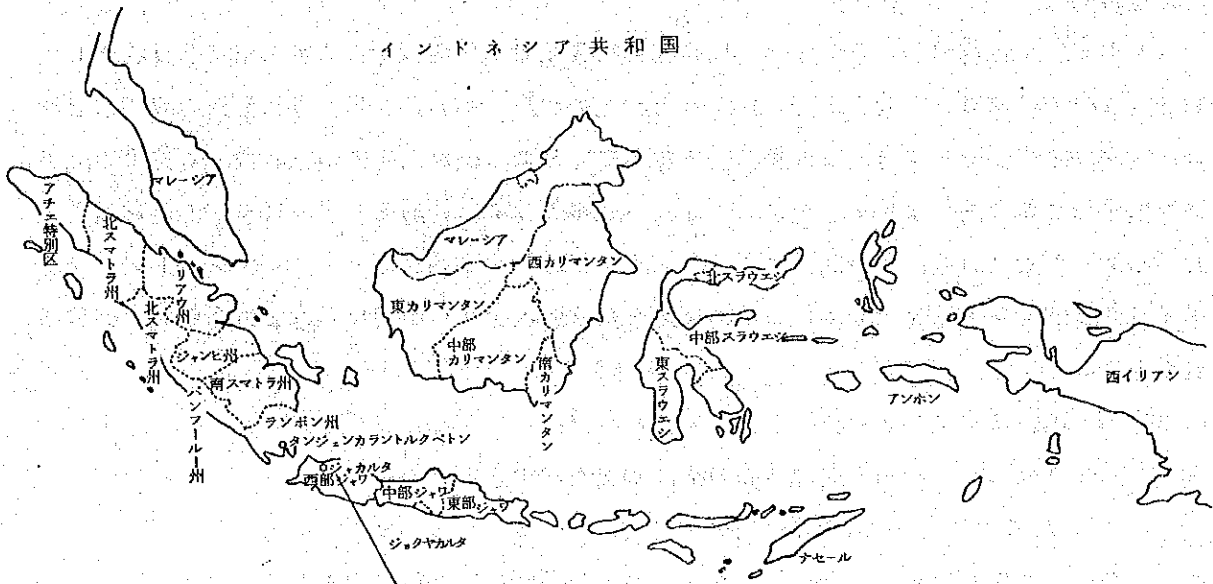 インドネシア共和国
マレーシア
アチェ特別区
北スマトラ州
リアウ州
北スマトラ州
ジャンビ州
南スマトラ州
バンフールー州
ランポン州
タンジェンカラントルクベトン
マレーシア
西カリマンタン
東カリマンタン
中部
カリマンタン
南カリマンタン
北スラウエシ
中部スラウエシ
東スラウエシ
アンホン
西イリアン
ジャカルタ
西部ジャワ
中部ジャワ
東部ジャワ
ジョクヤカルタ
ナセール